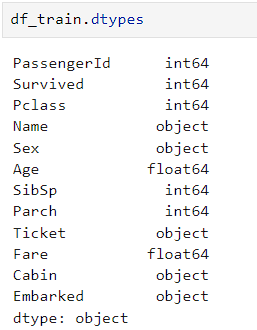 df_train.dtypes
PassengerId      int64
Survived         int64
Pclass           int64
Name            object
Sex             object
Age            float64
SibSp            int64
Parch            int64
Ticket          object
Fare           float64
Cabin           object
Embarked        object
dtype: object